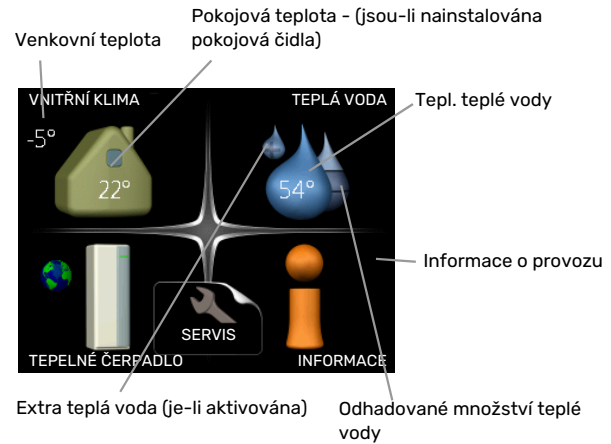 Pokojová teplota - (jsou-li nainstalována
pokojová čidla)
Venkovní teplota
VNITŘNÍ KLIMA
TEPLÁ VODA
Tepl. teplé vody
-5°
22°
54°
Informace o provozu
SERVIS
TEPELNÉ ČERPADLO
INFORMACE
Extra teplá voda (je-li aktivována)
Odhadované množství teplé
vody